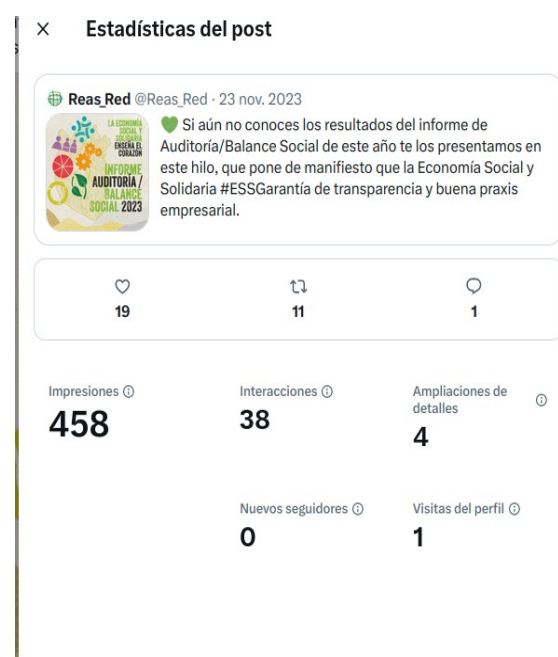 Estadísticas del post
Reas_Red @Reas_Red · 23 nov. 2023
💚 Si aún no conoces los resultados del informe de
Auditoría/Balance Social de este año te los presentamos en
este hilo, que pone de manifiesto que la Economía Social y
Solidaria #ESSGarantía de transparencia y buena praxis
empresarial.
LA ECONOMÍA
SOCIAL Y
SOLIDARIA
ENSEÑA EL
CORAZÓN
INFORME
AUDITORÍA /
BALANCE
SOCIAL 2023
19
11
1
Impresiones
458
Interacciones
38
Ampliaciones de
detalles
4
Nuevos seguidores
0
Visitas del perfil
1